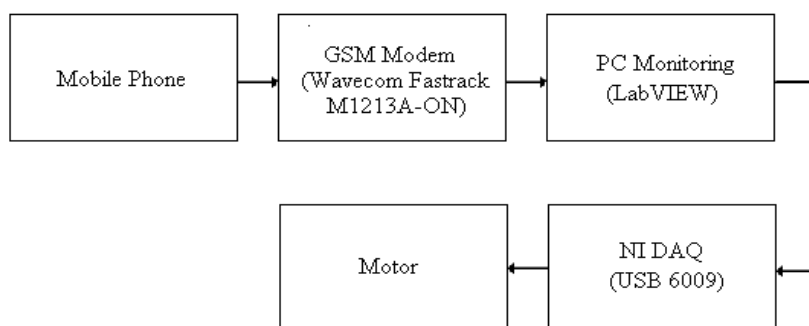 Mobile Phone
GSM Modem
(Wavecom Fastrack
M1213A-ON)
PC Monitoring
(LabVIEW)
Motor
NI DAQ
(USB 6009)